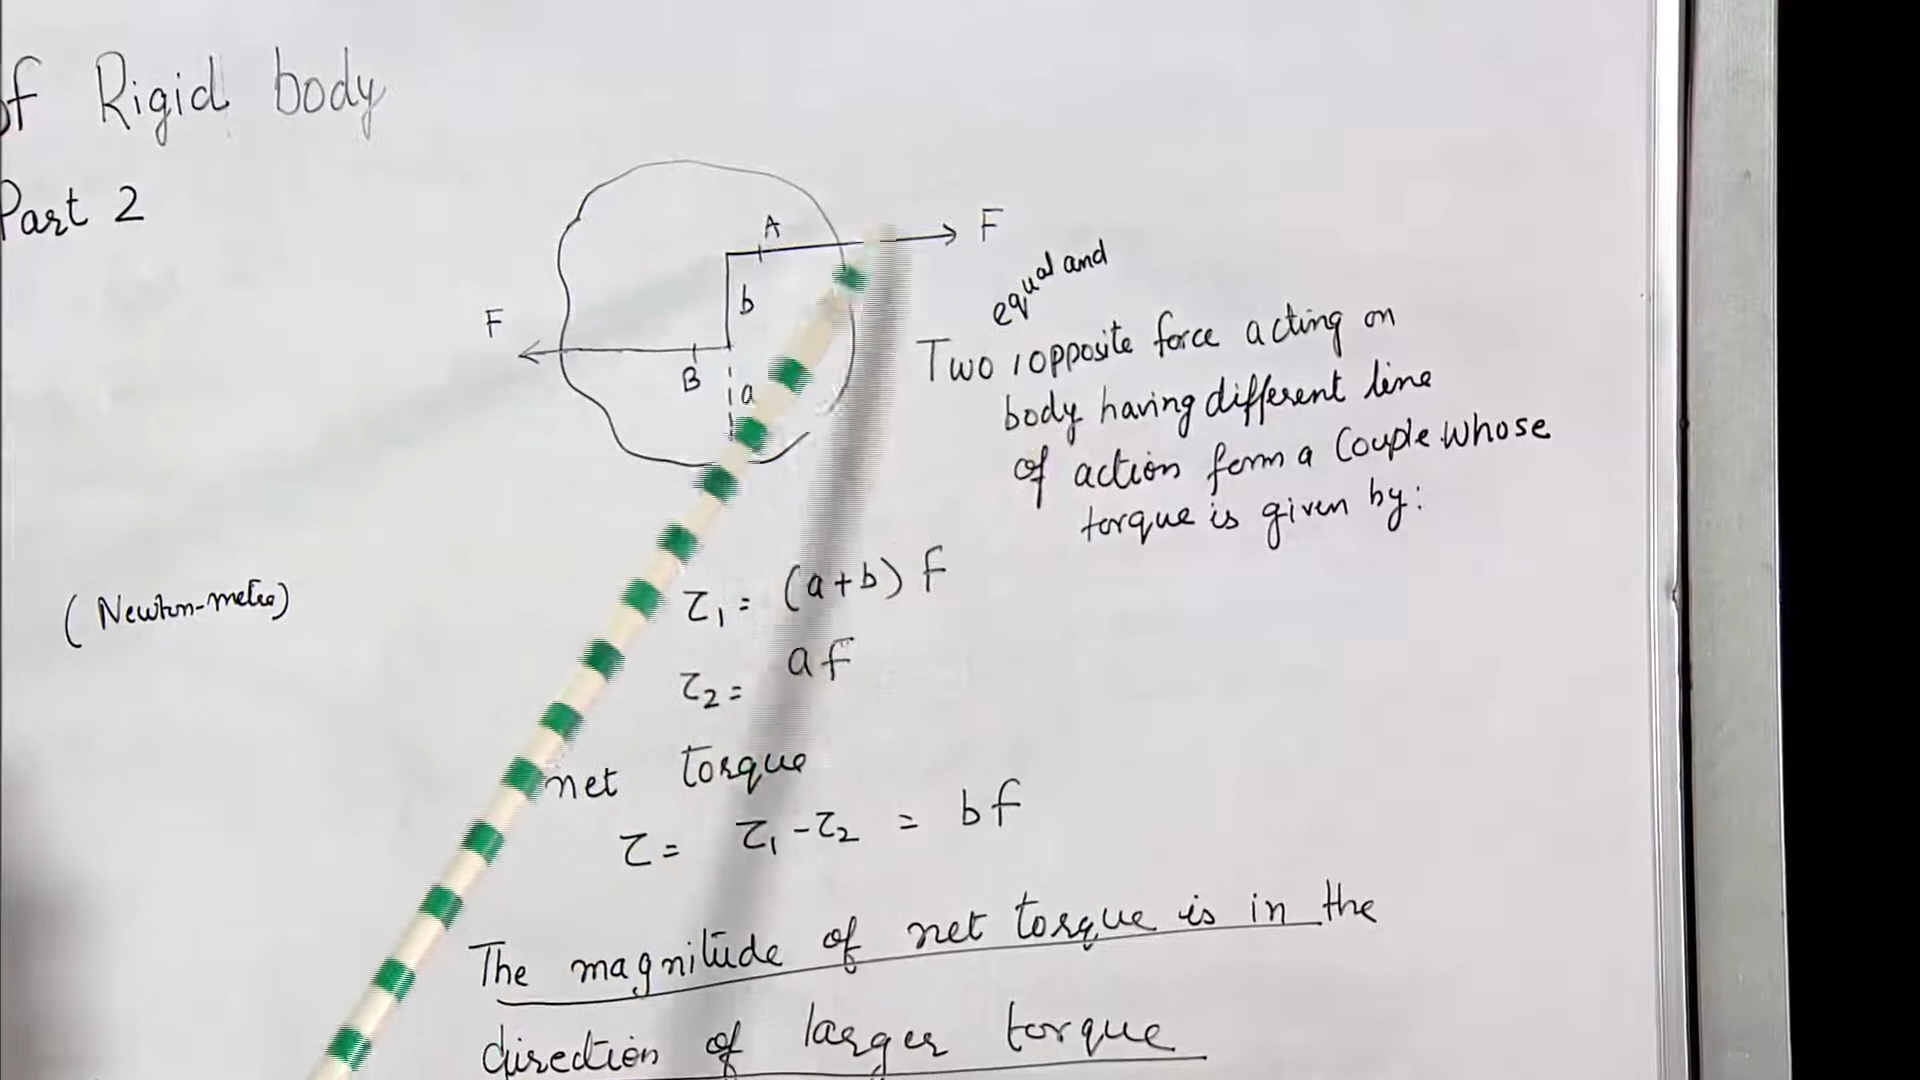 of Rigid body
Part 2
A
F
b
F
B
a
equal and
Two opposite force acting on
body having different line
of action form a Couple whose
torque is given by:
(Newton-metre)
τ₁ = (a+b) F
τ₂ = aF
net torque
τ = τ₁ - τ₂ = bF
The magnitude of net torque is in the
direction of larger torque